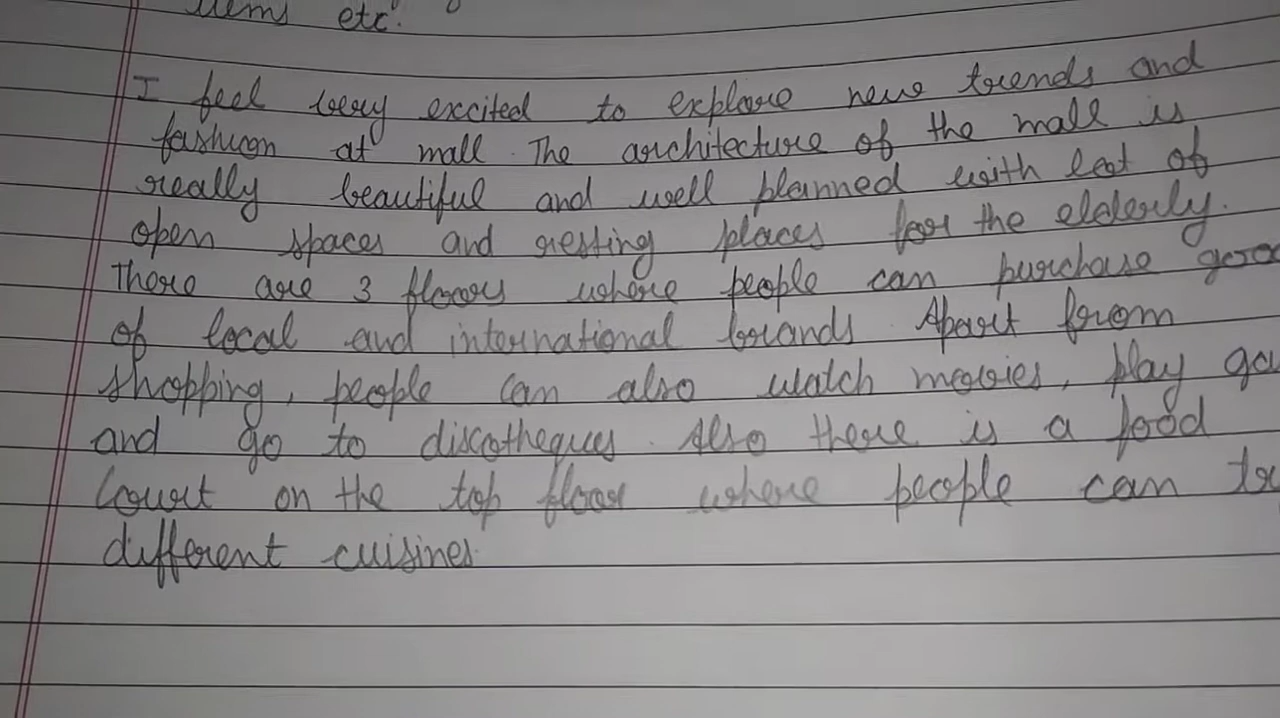 items etc.
I feel very excited to explore new trends and
fashion at mall. The architecture of the mall is
really beautiful and well planned with lot of
open spaces and resting places for the elderly.
There are 3 floors where people can purchase
of local and international brands. Apart from
shopping, people can also watch movies, play
and go to discotheques. Also there is a food
court on the top floor where people can
different cuisines.